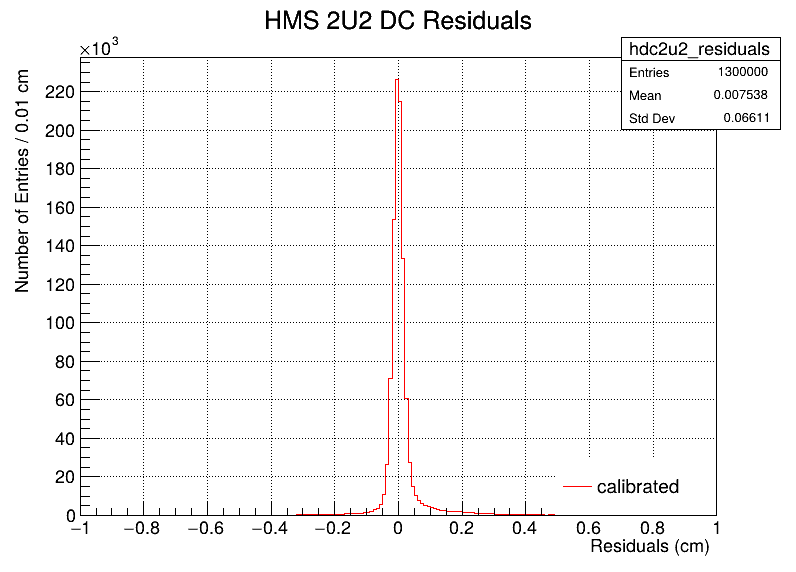 HMS 2U2 DC Residuals
×10³
hdc2u2_residuals
Entries 1300000
Mean 0.007538
Std Dev 0.06611
Number of Entries / 0.01 cm
220
200
180
160
140
120
100
80
60
40
20
0
calibrated
−1 −0.8 −0.6 −0.4 −0.2 0 0.2 0.4 0.6 0.8 1
Residuals (cm)